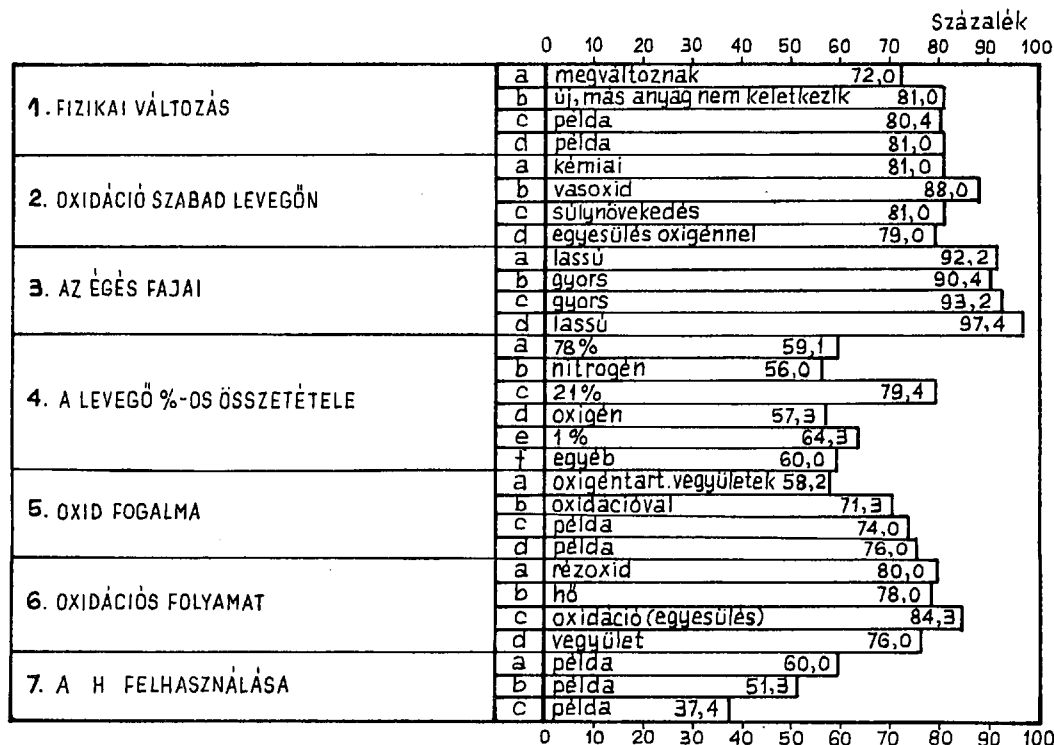 Százalék
0 10 20 30 40 50 60 70 80 90 100
1. FIZIKAI VÁLTOZÁS
a megváltoznak 72,0
b új, más anyag nem keletkezik 81,0
c példa 80,4
d példa 81,0
2. OXIDÁCIÓ SZABAD LEVEGŐN
a kémiai 81,0
b vasoxid 88,0
c súlynövekedés 81,0
d egyesülés oxigénnel 79,0
3. AZ ÉGÉS FAJAI
a lassú 92,2
b gyors 90,4
c gyors 93,2
d lassú 97,4
4. A LEVEGŐ %-OS ÖSSZETÉTELE
a 78% 59,1
b nitrogén 56,0
c 21% 79,4
d oxigén 57,3
e 1% 64,3
f egyéb 60,0
5. OXID FOGALMA
a oxigéntart. vegyületek 58,2
b oxidációval 71,3
c példa 74,0
d példa 76,0
6. OXIDÁCIÓS FOLYAMAT
a rézoxid 80,0
b hő 78,0
c oxidáció (egyesülés) 84,3
d vegyület 76,0
7. A H FELHASZNÁLÁSA
a példa 60,0
b példa 51,3
c példa 37,4
0 10 20 30 40 50 60 70 80 90 100